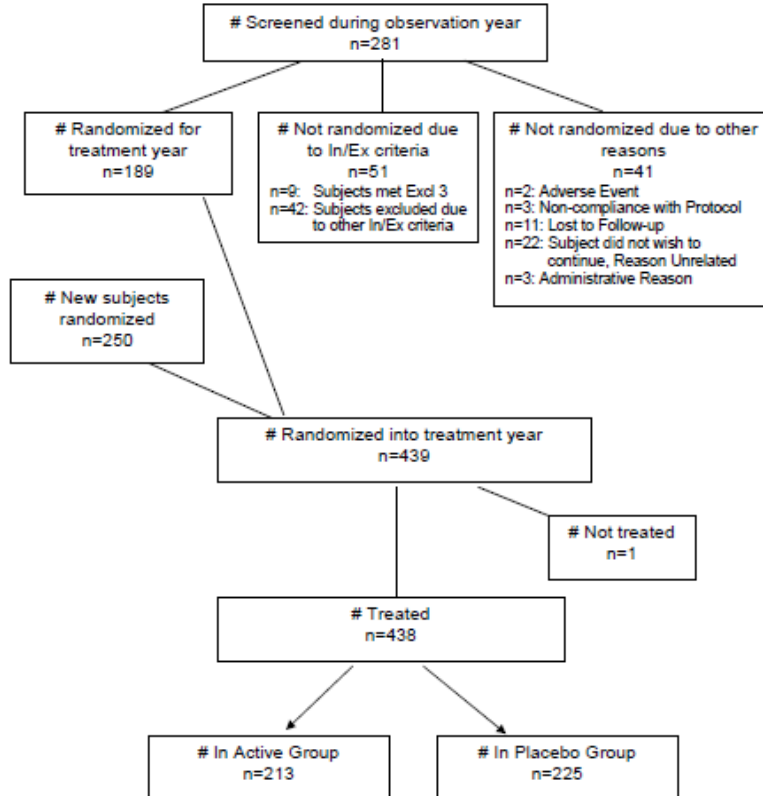 # Screened during observation year
n=281
# Randomized for
treatment year
n=189
# Not randomized due
to In/Ex criteria
n=51
n=9: Subjects met Excl 3
n=42: Subjects excluded due
to other In/Ex criteria
# Not randomized due to other
reasons
n=41
n=2: Adverse Event
n=3: Non-compliance with Protocol
n=11: Lost to Follow-up
n=22: Subject did not wish to
continue, Reason Unrelated
n=3: Administrative Reason
# New subjects
randomized
n=250
# Randomized into treatment year
n=439
# Not treated
n=1
# Treated
n=438
# In Active Group
n=213
# In Placebo Group
n=225